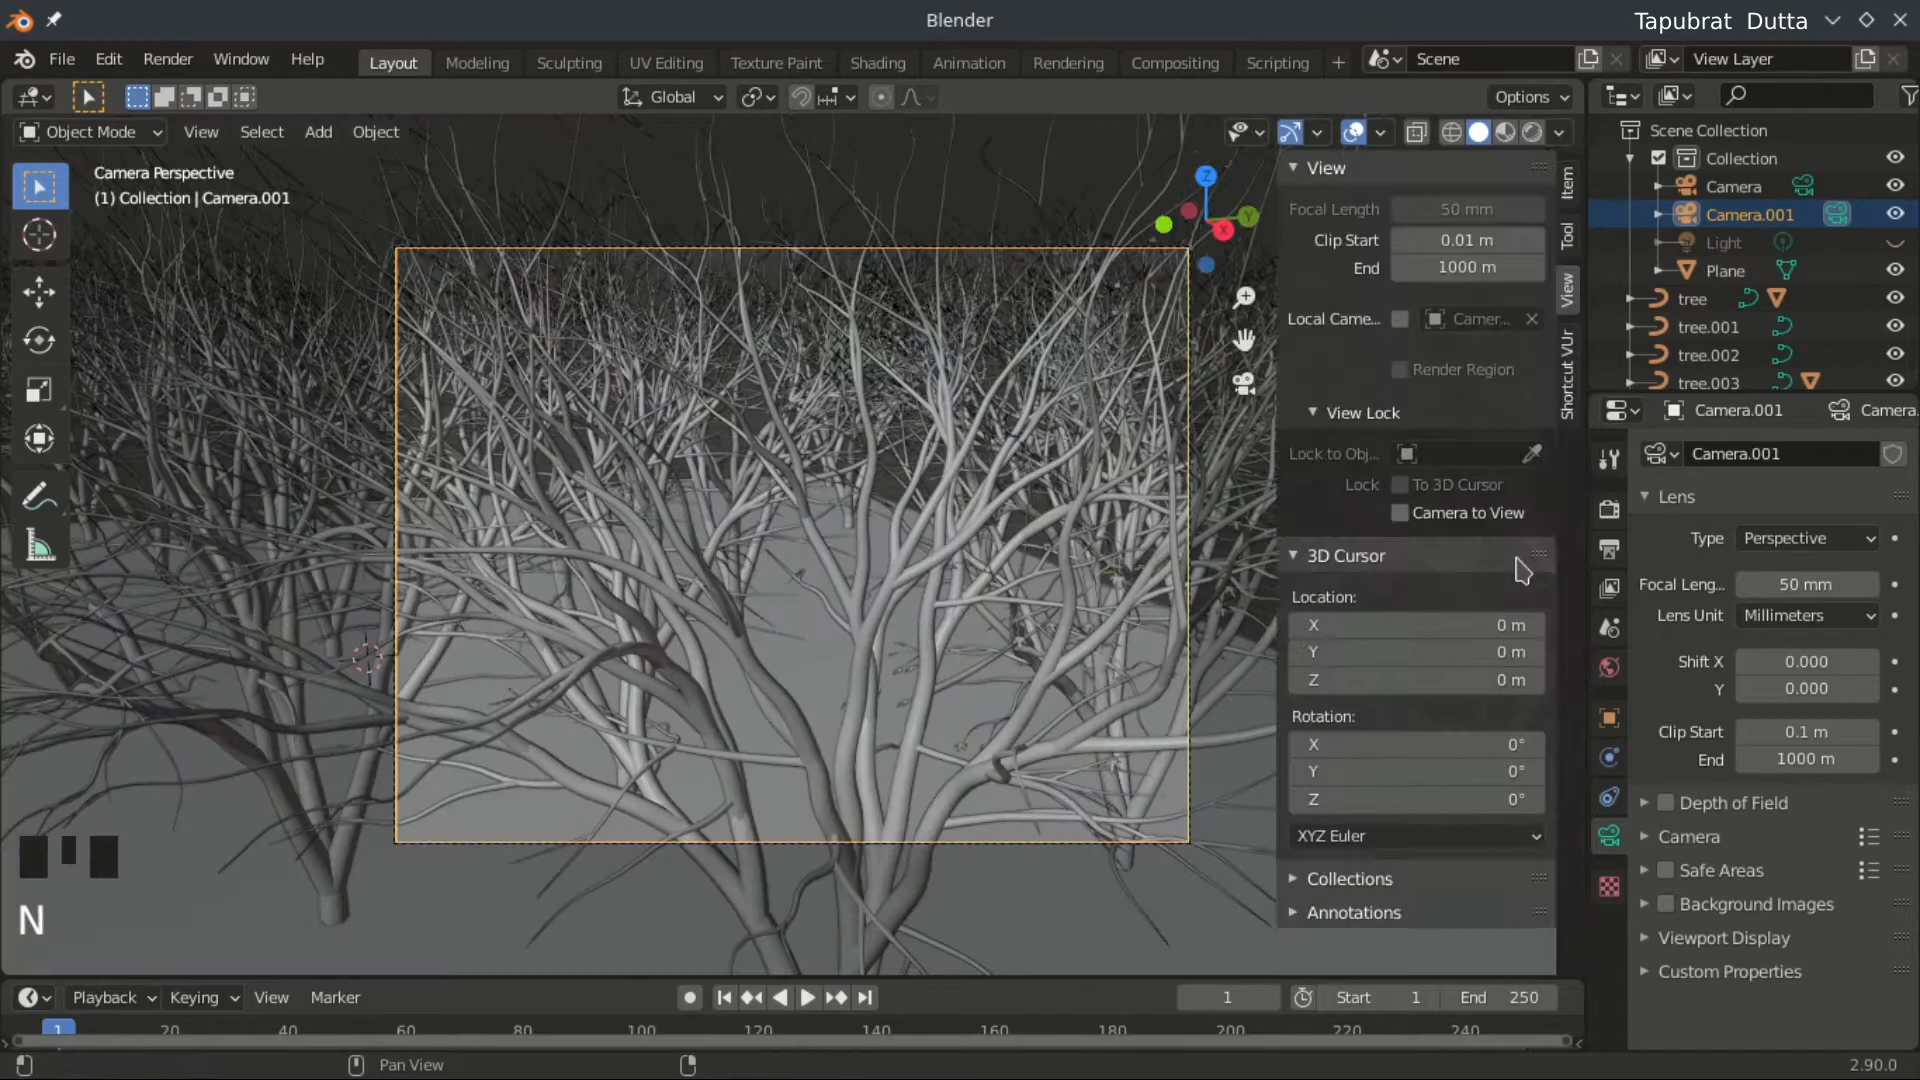 Blender
Tapubrat Dutta
File Edit Render Window Help
Layout Modeling Sculpting UV Editing Texture Paint Shading Animation Rendering Compositing Scripting +
Scene
View Layer
Global
Options
Object Mode View Select Add Object
Camera Perspective
(1) Collection | Camera.001
Z
Y
X
View
Focal Length 50 mm
Clip Start 0.01 m
End 1000 m
Local Came... Camer...
Render Region
View Lock
Lock to Obj...
Lock To 3D Cursor
Camera to View
3D Cursor
Location:
X 0 m
Y 0 m
Z 0 m
Rotation:
X 0°
Y 0°
Z 0°
XYZ Euler
Collections
Annotations
Item
Tool
View
Shortcut VUr
Scene Collection
Collection
Camera
Camera.001
Light
Plane
tree
tree.001
tree.002
tree.003
Camera.001 Camera.
Camera.001
Lens
Type Perspective
Focal Leng... 50 mm
Lens Unit Millimeters
Shift X 0.000
Y 0.000
Clip Start 0.1 m
End 1000 m
Depth of Field
Camera
Safe Areas
Background Images
Viewport Display
Custom Properties
N
Playback Keying View Marker
1
Start 1
End 250
1 20 40 60 80 100 120 140 160 180 200 220 240
Pan View
2.90.0